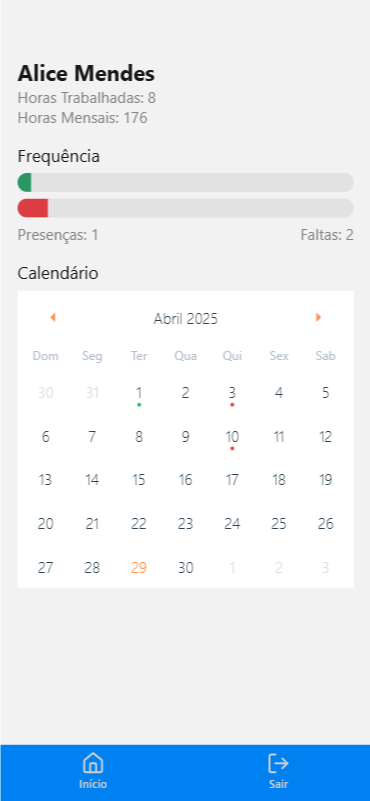 Alice Mendes
Horas Trabalhadas: 8
Horas Mensais: 176
Frequência
Presenças: 1 Faltas: 2
Calendário
Abril 2025
Dom Seg Ter Qua Qui Sex Sab
30 31 1 2 3 4 5
6 7 8 9 10 11 12
13 14 15 16 17 18 19
20 21 22 23 24 25 26
27 28 29 30 1 2 3
Início Sair